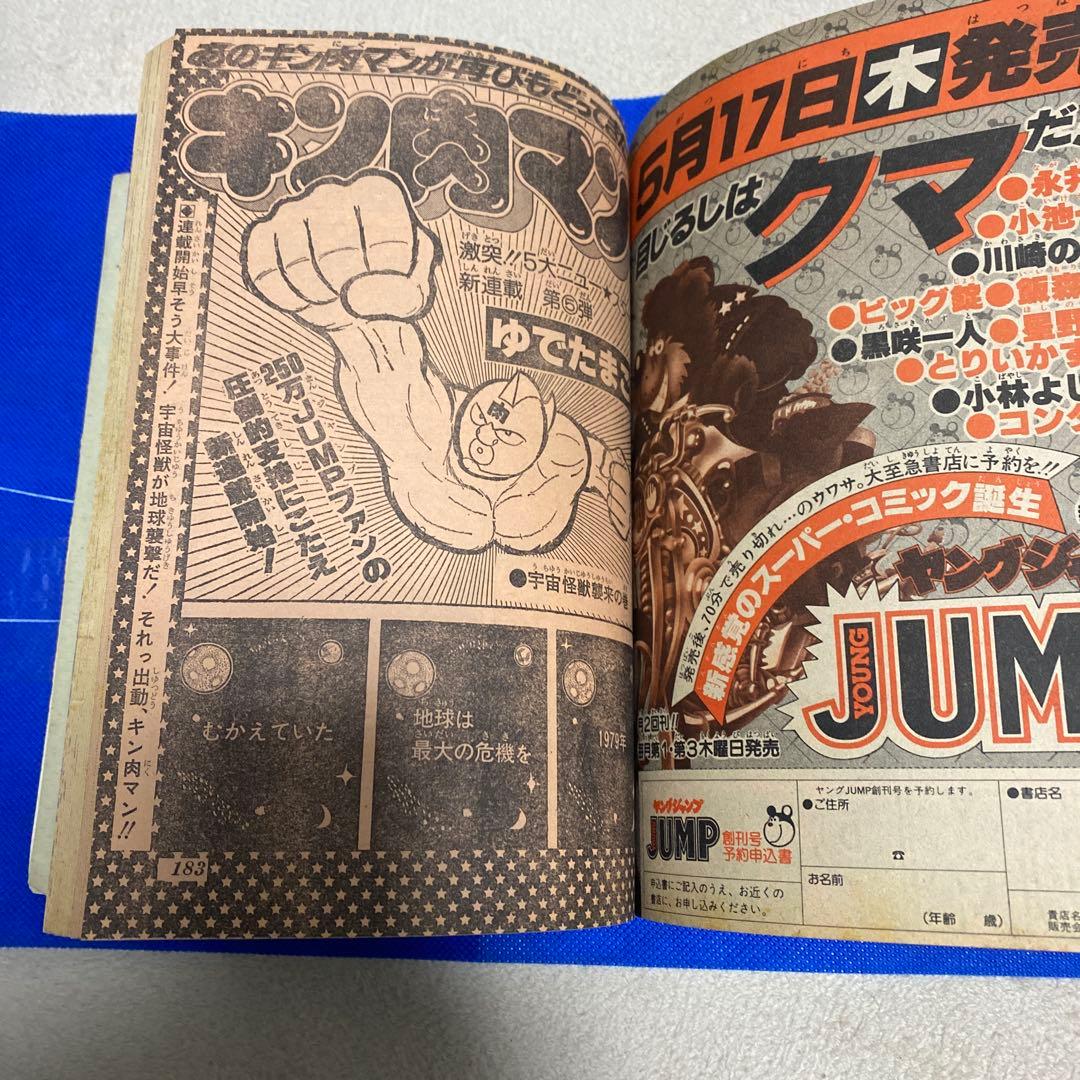 あのキン肉マンが再びもどって
キン肉マン
激突!!5大
新連載 第⑥弾
ゆでたま
250万JUMPファンの
圧倒的支持にこたえ
新連載開始!
肉
宇宙怪獣襲来の巻
◆連載開始早そう大事件! 宇宙怪獣が地球襲撃だ! それっ出動、キン肉マン!!
1979年
地球は
最大の危機を
むかえていた
183
5月17日木発売
目じるしは
クマだ
●永井
●小池
●川崎の
●ビッグ錠●飯森
●黒咲一人●星野
●とりいかず
●小林よし
●コンタ
発売後、70分で売り切れ…のウワサ。大至急書店に予約を!!
新感覚のスーパー・コミック誕生
ヤングジ
YOUNG
JUM
月2回刊!!
第1・第3木曜日発売
ヤングジャンプ
YOUNG
JUMP
創刊号
予約申込書
申込書にご記入のうえ、お近くの
書店に、お申し込みください。
ヤングJUMP創刊号を予約します。
●ご住所
☎
お名前
(年齢 歳)
●書店名
貴店名
販売会